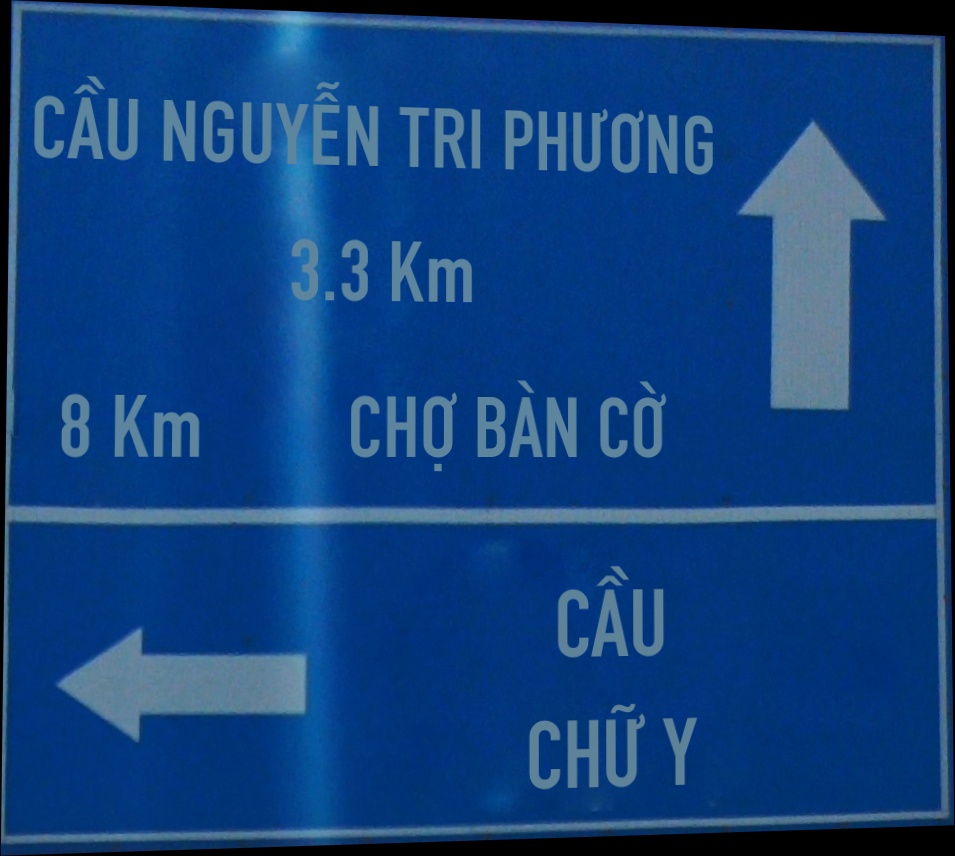 CẦU NGUYỄN TRI PHƯƠNG
3.3 Km
8 Km CHỢ BÀN CỜ
CẦU
CHỮ Y